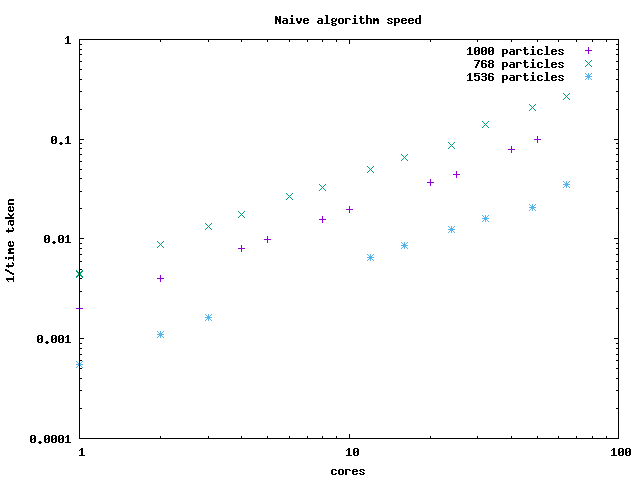 Naive algorithm speed
1000 particles
768 particles
1536 particles
1
0.1
0.01
0.001
0.0001
1/time taken
1
10
100
cores